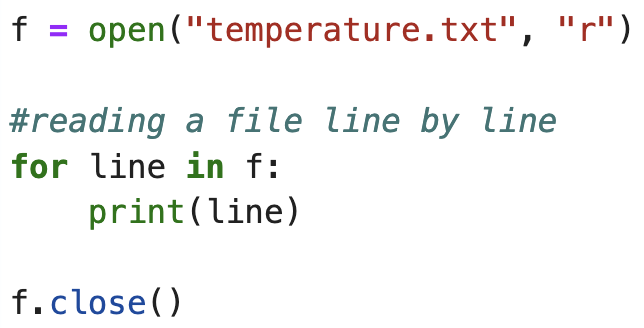 f = open("temperature.txt", "r")

#reading a file line by line
for line in f:
    print(line)

f.close()